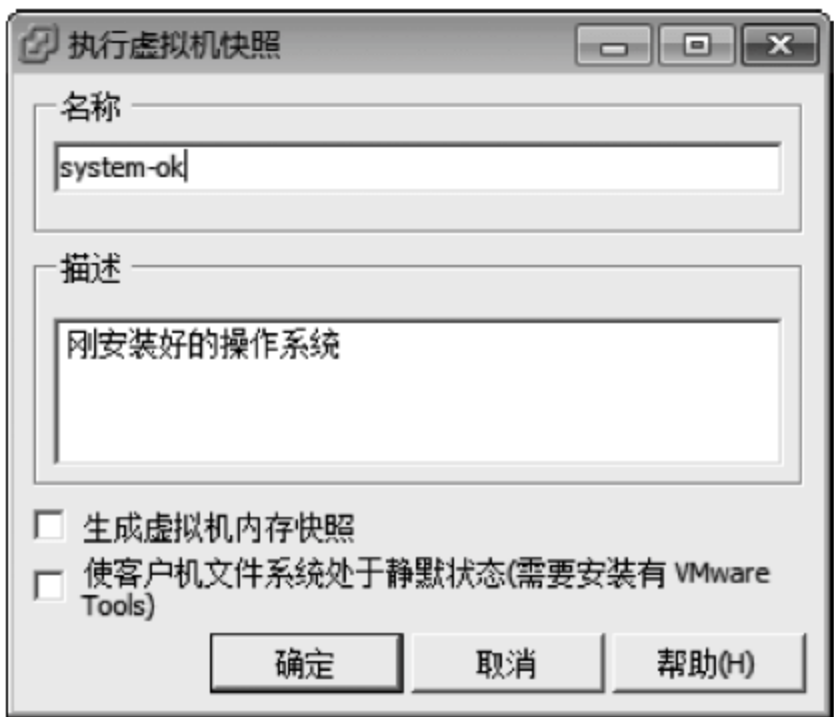 执行虚拟机快照
名称
system-ok
描述
刚安装好的操作系统
生成虚拟机内存快照
使客户机文件系统处于静默状态(需要安装有 VMware
Tools)
确定 取消 帮助(H)